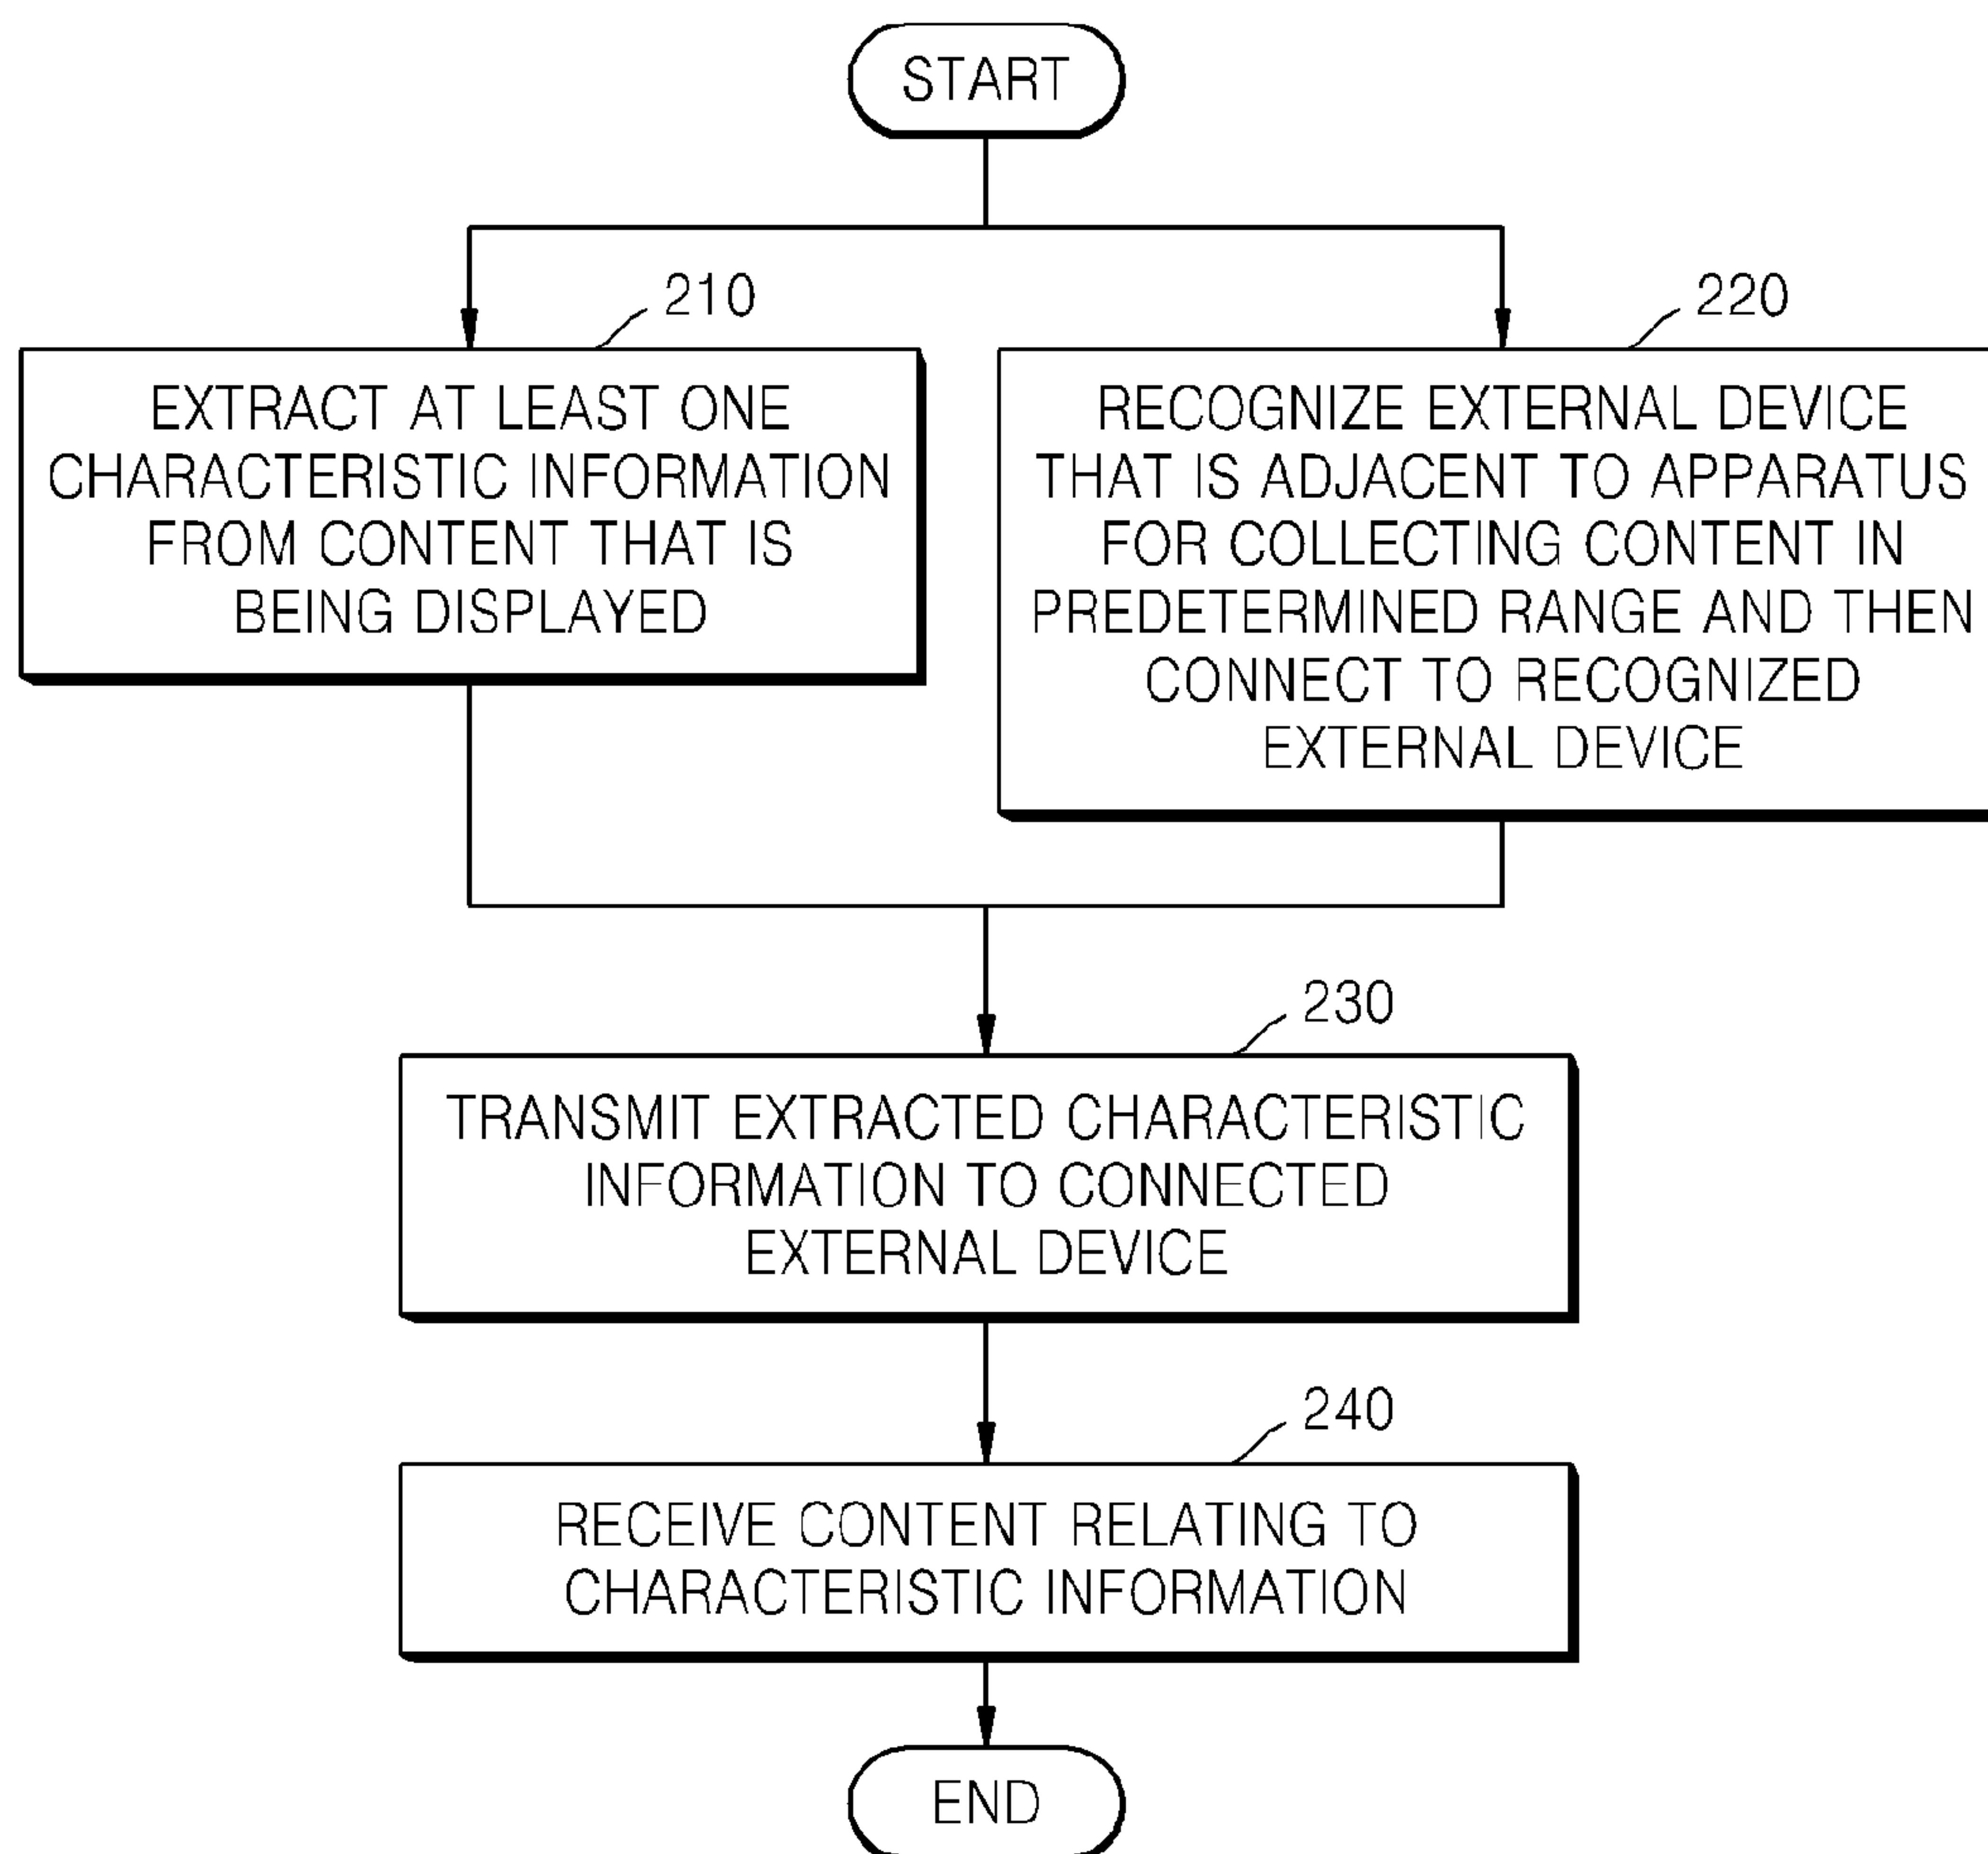 START
210
EXTRACT AT LEAST ONE
CHARACTERISTIC INFORMATION
FROM CONTENT THAT IS
BEING DISPLAYED
220
RECOGNIZE EXTERNAL DEVICE
THAT IS ADJACENT TO APPARATUS
FOR COLLECTING CONTENT IN
PREDETERMINED RANGE AND THEN
CONNECT TO RECOGNIZED
EXTERNAL DEVICE
230
TRANSMIT EXTRACTED CHARACTERISTIC
INFORMATION TO CONNECTED
EXTERNAL DEVICE
240
RECEIVE CONTENT RELATING TO
CHARACTERISTIC INFORMATION
END